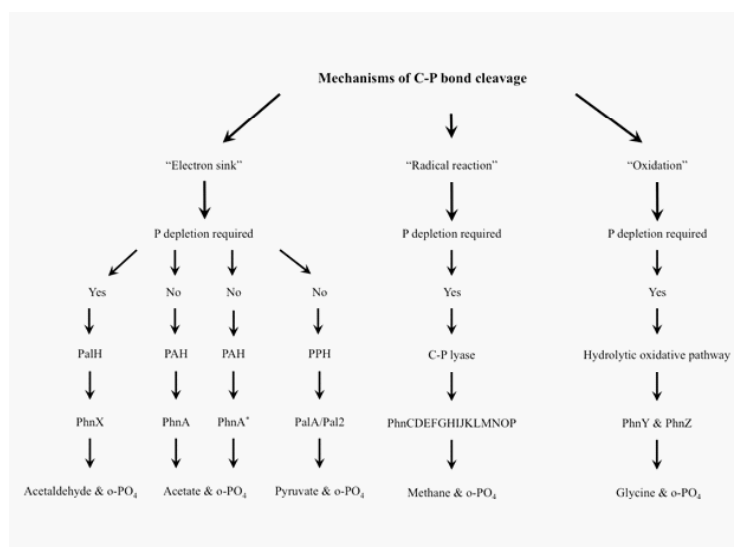 Mechanisms of C-P bond cleavage
“Electron sink” “Radical reaction” “Oxidation”
P depletion required P depletion required P depletion required
Yes No No No Yes Yes
PalH PAH PAH PPH C-P lyase Hydrolytic oxidative pathway
PhnX PhnA PhnA* PalA/Pal2 PhnCDEFGHIJKLMNOP PhnY & PhnZ
Acetaldehyde & o-PO₄ Acetate & o-PO₄ Pyruvate & o-PO₄ Methane & o-PO₄ Glycine & o-PO₄